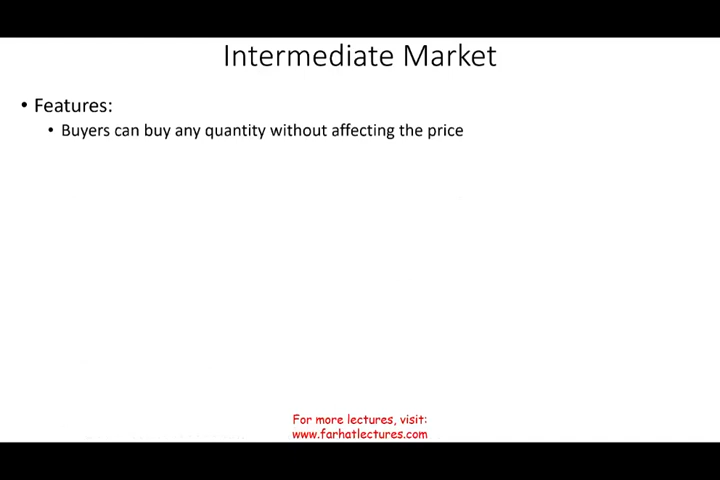 Intermediate Market
• Features:
• Buyers can buy any quantity without affecting the price
For more lectures, visit:
www.farhatlectures.com